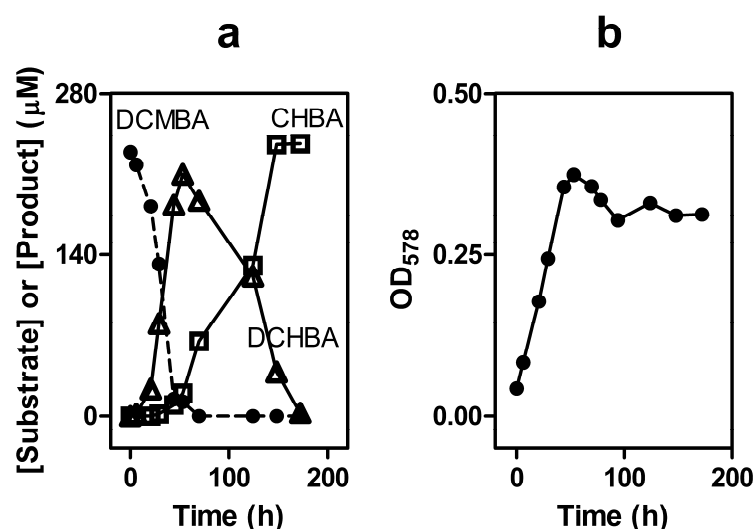 a
b
[Substrate] or [Product] (μM)
280
140
0
DCMBA
CHBA
DCHBA
0
100
200
Time (h)
OD578
0.50
0.25
0.00
0
100
200
Time (h)